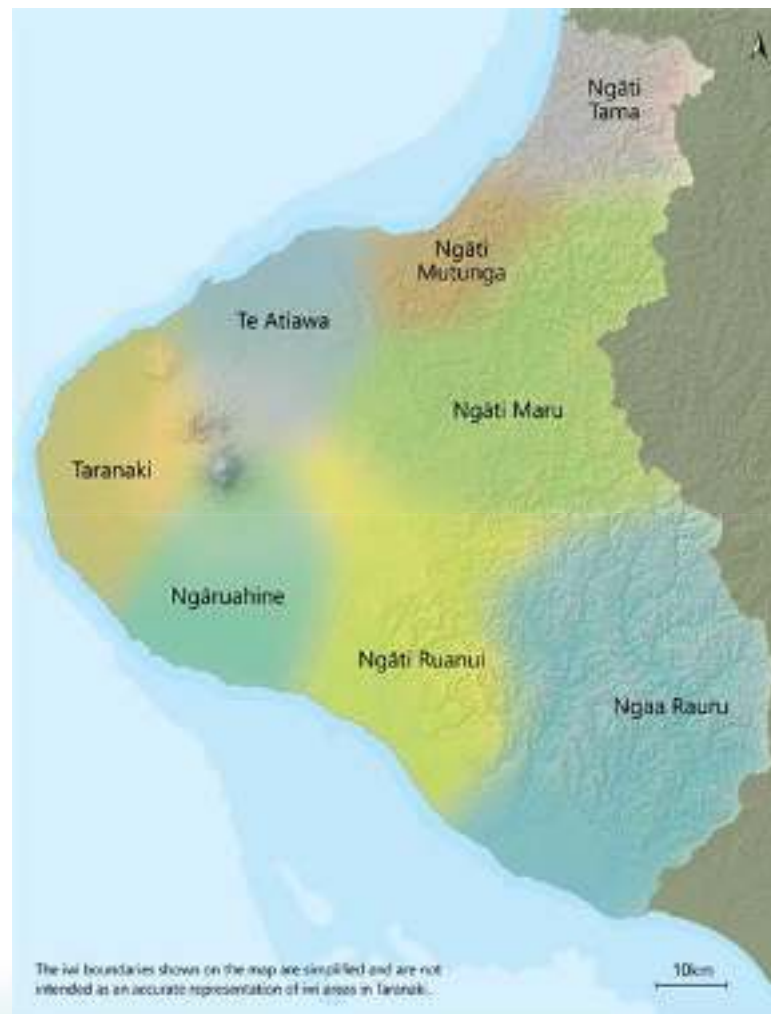 Ngāti
Tama
Ngāti
Mutunga
Te Atiawa
Ngāti Maru
Taranaki
Ngāruahine
Ngāti Ruanui
Ngaa Rauru
The iwi boundaries shown on the map are simplified and are not
intended as an accurate representation of iwi areas in Taranaki.
10km